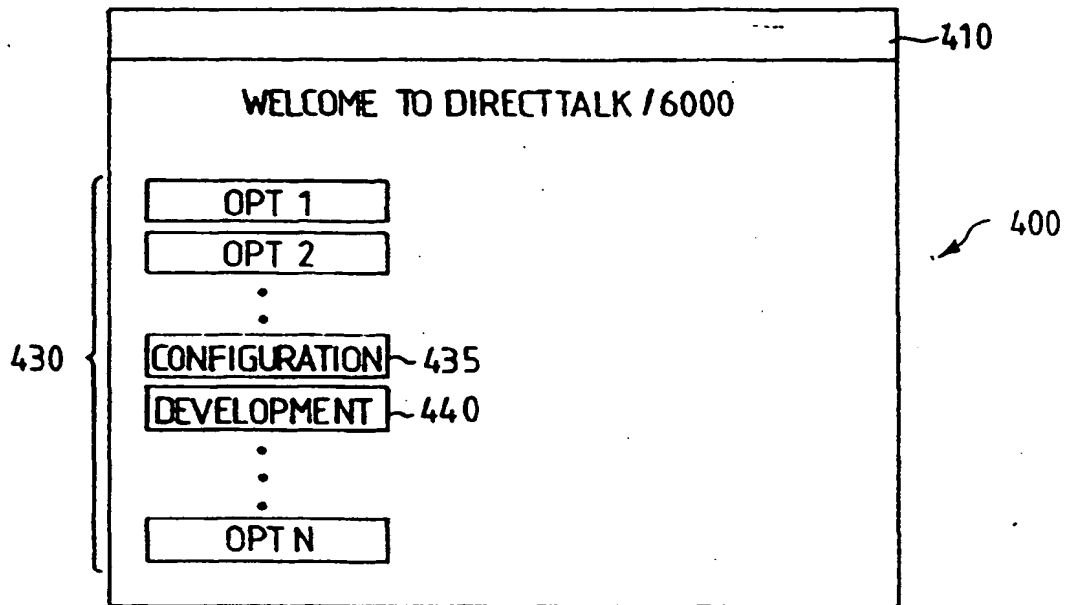 410
WELCOME TO DIRECTTALK / 6000
OPT 1
400
OPT 2
430
CONFIGURATION
435
DEVELOPMENT
440
OPT N